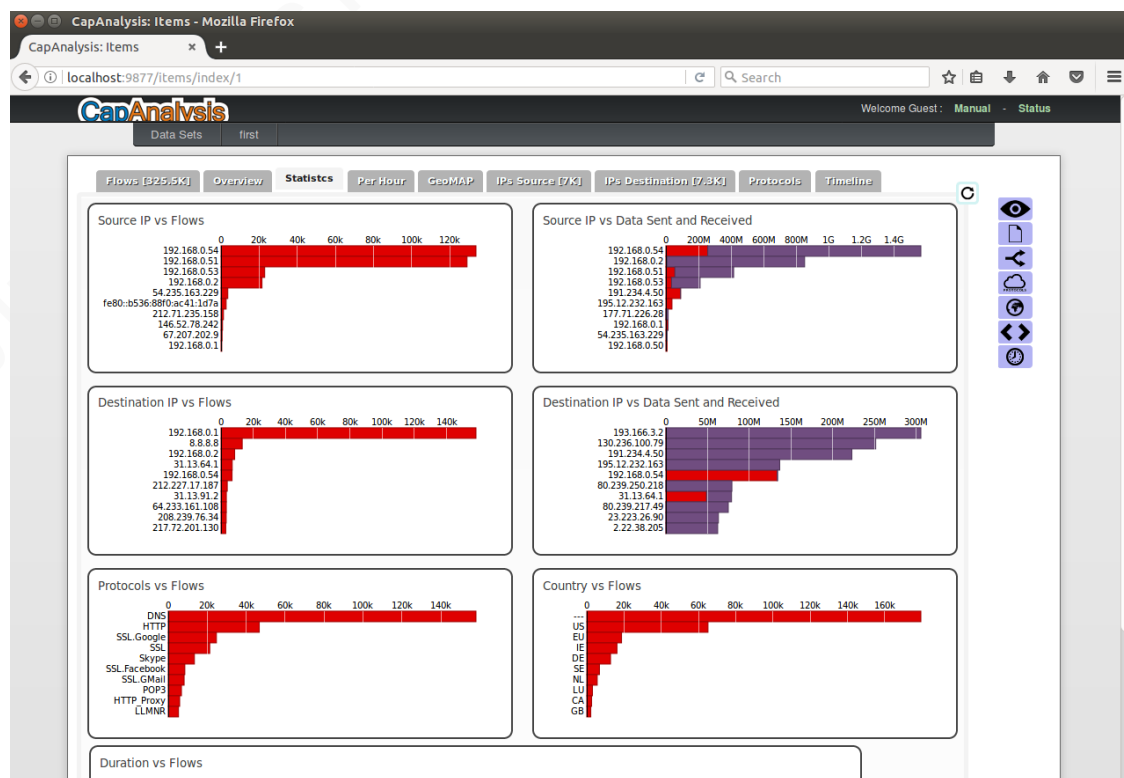 CapAnalysis: Items - Mozilla Firefox
CapAnalysis: Items × +
localhost:9877/items/index/1
Search
CapAnalysis
Welcome Guest : Manual - Status
Data Sets first
Flows [325.5K] Overview Statistcs Per Hour GeoMAP IPs Source [7K] IPs Destination [7.3K] Protocols Timeline
Source IP vs Flows
0 20k 40k 60k 80k 100k 120k
192.168.0.54
192.168.0.51
192.168.0.53
192.168.0.2
54.235.163.229
fe80::b536:88f0:ac41:1d7a
212.71.235.158
146.52.78.242
67.207.202.9
192.168.0.1
Source IP vs Data Sent and Received
0 200M 400M 600M 800M 1G 1.2G 1.4G
192.168.0.54
192.168.0.2
192.168.0.51
192.168.0.53
191.234.4.50
195.12.232.163
177.71.226.28
192.168.0.1
54.235.163.229
192.168.0.50
Destination IP vs Flows
0 20k 40k 60k 80k 100k 120k 140k
192.168.0.1
8.8.8.8
192.168.0.2
31.13.64.1
192.168.0.54
212.227.17.187
31.13.91.2
64.233.161.108
208.239.76.34
217.72.201.130
Destination IP vs Data Sent and Received
0 50M 100M 150M 200M 250M 300M
193.166.3.2
130.236.100.79
191.234.4.50
195.12.232.163
192.168.0.54
80.239.250.218
31.13.64.1
80.239.217.49
23.223.26.90
2.22.38.205
Protocols vs Flows
0 20k 40k 60k 80k 100k 120k 140k
DNS
HTTP
SSL.Google
SSL
Skype
SSL.Facebook
SSL.GMail
POP3
HTTP_Proxy
LLMNR
Country vs Flows
0 20k 40k 60k 80k 100k 120k 140k 160k
---
US
EU
IE
DE
SE
NL
LU
CA
GB
Duration vs Flows